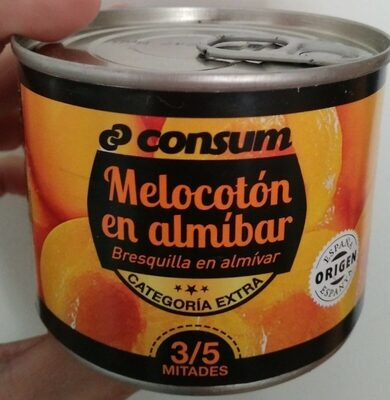 consum
Melocotón
en almíbar
Bresquilla en almívar
CATEGORÍA EXTRA
ESPAÑA
ORIGEN
ESPANYA
3/5
MITADES